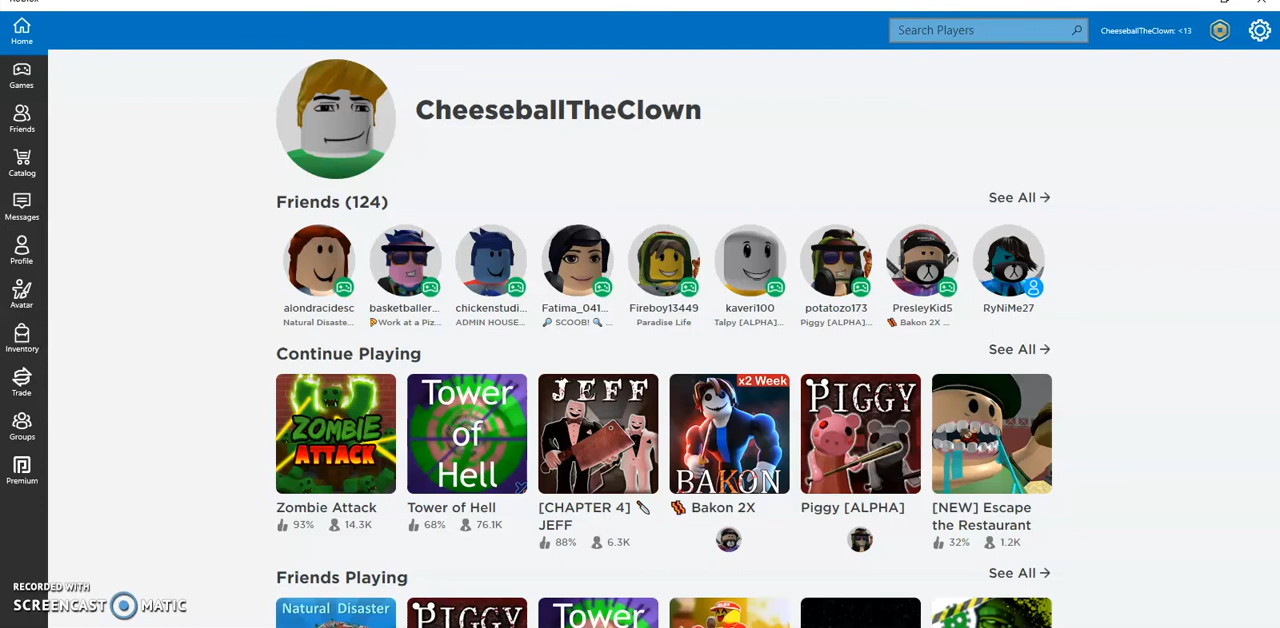 Home
Search Players
CheeseballTheClown: <13
Games
Friends
Catalog
Messages
Profile
Avatar
Inventory
Trade
Groups
Premium
CheeseballTheClown
Friends (124)
See All →
alondracidesc
Natural Disaste...
basketballer...
Work at a Piz...
chickenstudi...
ADMIN HOUSE...
Fatima_041...
SCOOB! ...
Fireboy13449
Paradise Life
kaveri100
Talpy [ALPHA]...
potatozo173
Piggy [ALPHA]...
PresleyKid5
Bakon 2X ...
RyNiMe27
Continue Playing
See All →
ZOMBIE
ATTACK
Tower
of
Hell
JEFF
x2 Week
BAKON
PIGGY
Zombie Attack
93% 14.3K
Tower of Hell
68% 76.1K
[CHAPTER 4]
JEFF
88% 6.3K
Bakon 2X
Piggy [ALPHA]
[NEW] Escape
the Restaurant
32% 1.2K
Friends Playing
See All →
Natural Disaster
PIGGY
Tower
RECORDED WITH
SCREENCAST MATIC